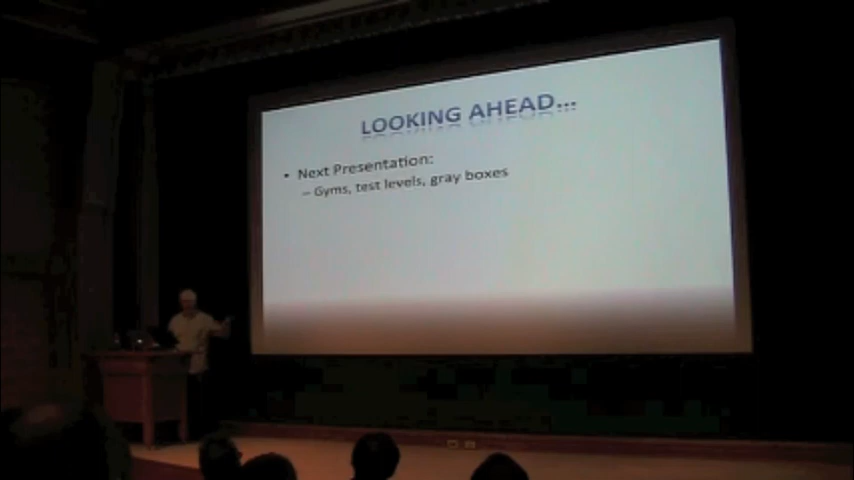 LOOKING AHEAD...
• Next Presentation:
– Gyms, test levels, gray boxes